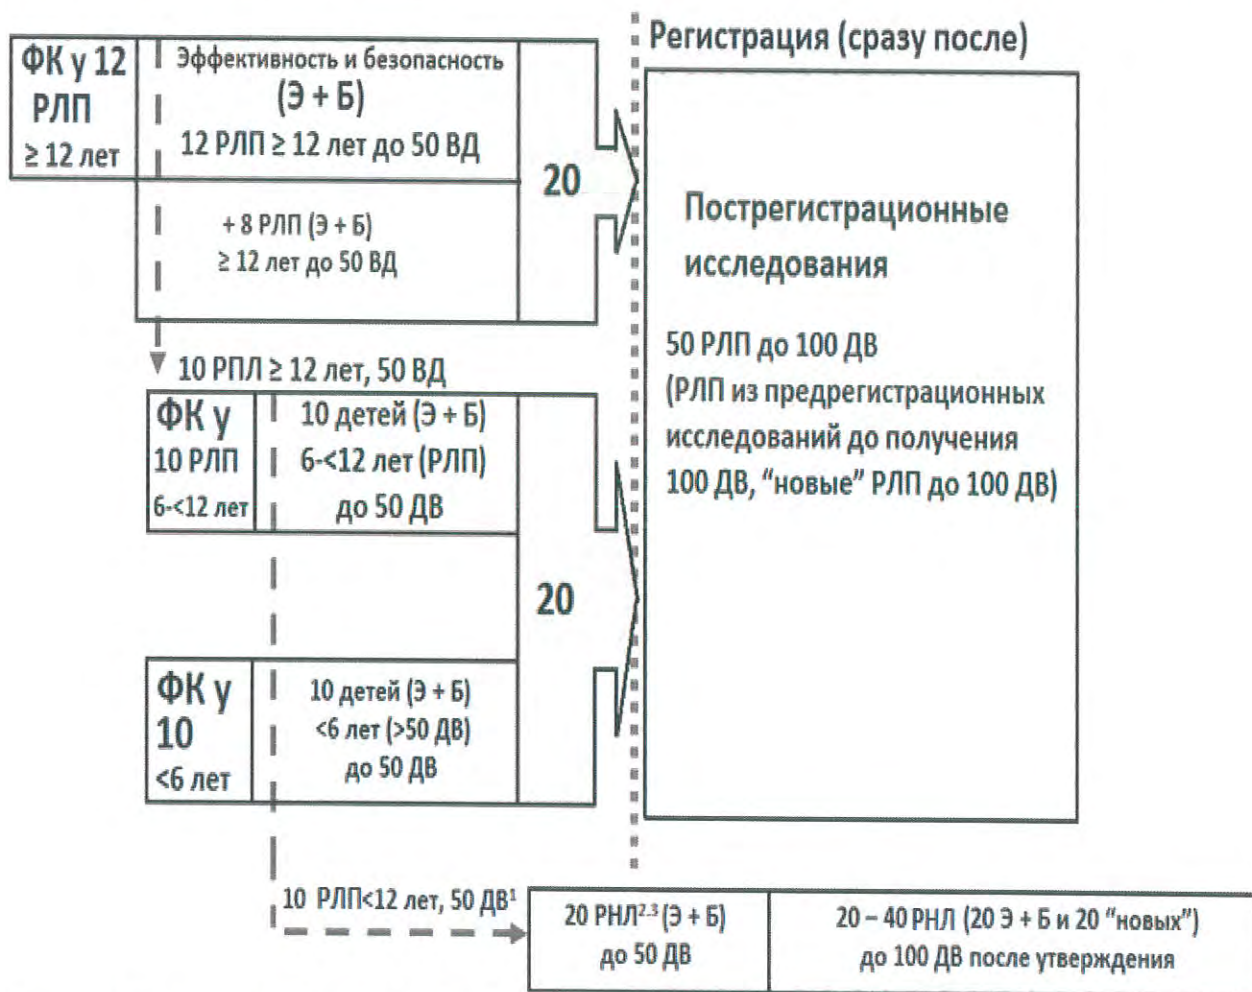 Регистрация (сразу после)
ФК у 12
РЛП
≥ 12 лет
Эффективность и безопасность
(Э + Б)
12 РЛП ≥ 12 лет до 50 ВД
+ 8 РЛП (Э + Б)
≥ 12 лет до 50 ВД
20
10 РПЛ ≥ 12 лет, 50 ВД
ФК у
10 РЛП
6-<12 лет
10 детей (Э + Б)
6-<12 лет (РЛП)
до 50 ДВ
20
ФК у
10
<6 лет
10 детей (Э + Б)
<6 лет (>50 ДВ)
до 50 ДВ
Пострегистрационные
исследования
50 РЛП до 100 ДВ
(РЛП из предрегистрационных
исследований до получения
100 ДВ, “новые” РЛП до 100 ДВ)
10 РЛП<12 лет, 50 ДВ¹
20 РНЛ²·³ (Э + Б)
до 50 ДВ
20 – 40 РНЛ (20 Э + Б и 20 “новых”)
до 100 ДВ после утверждения